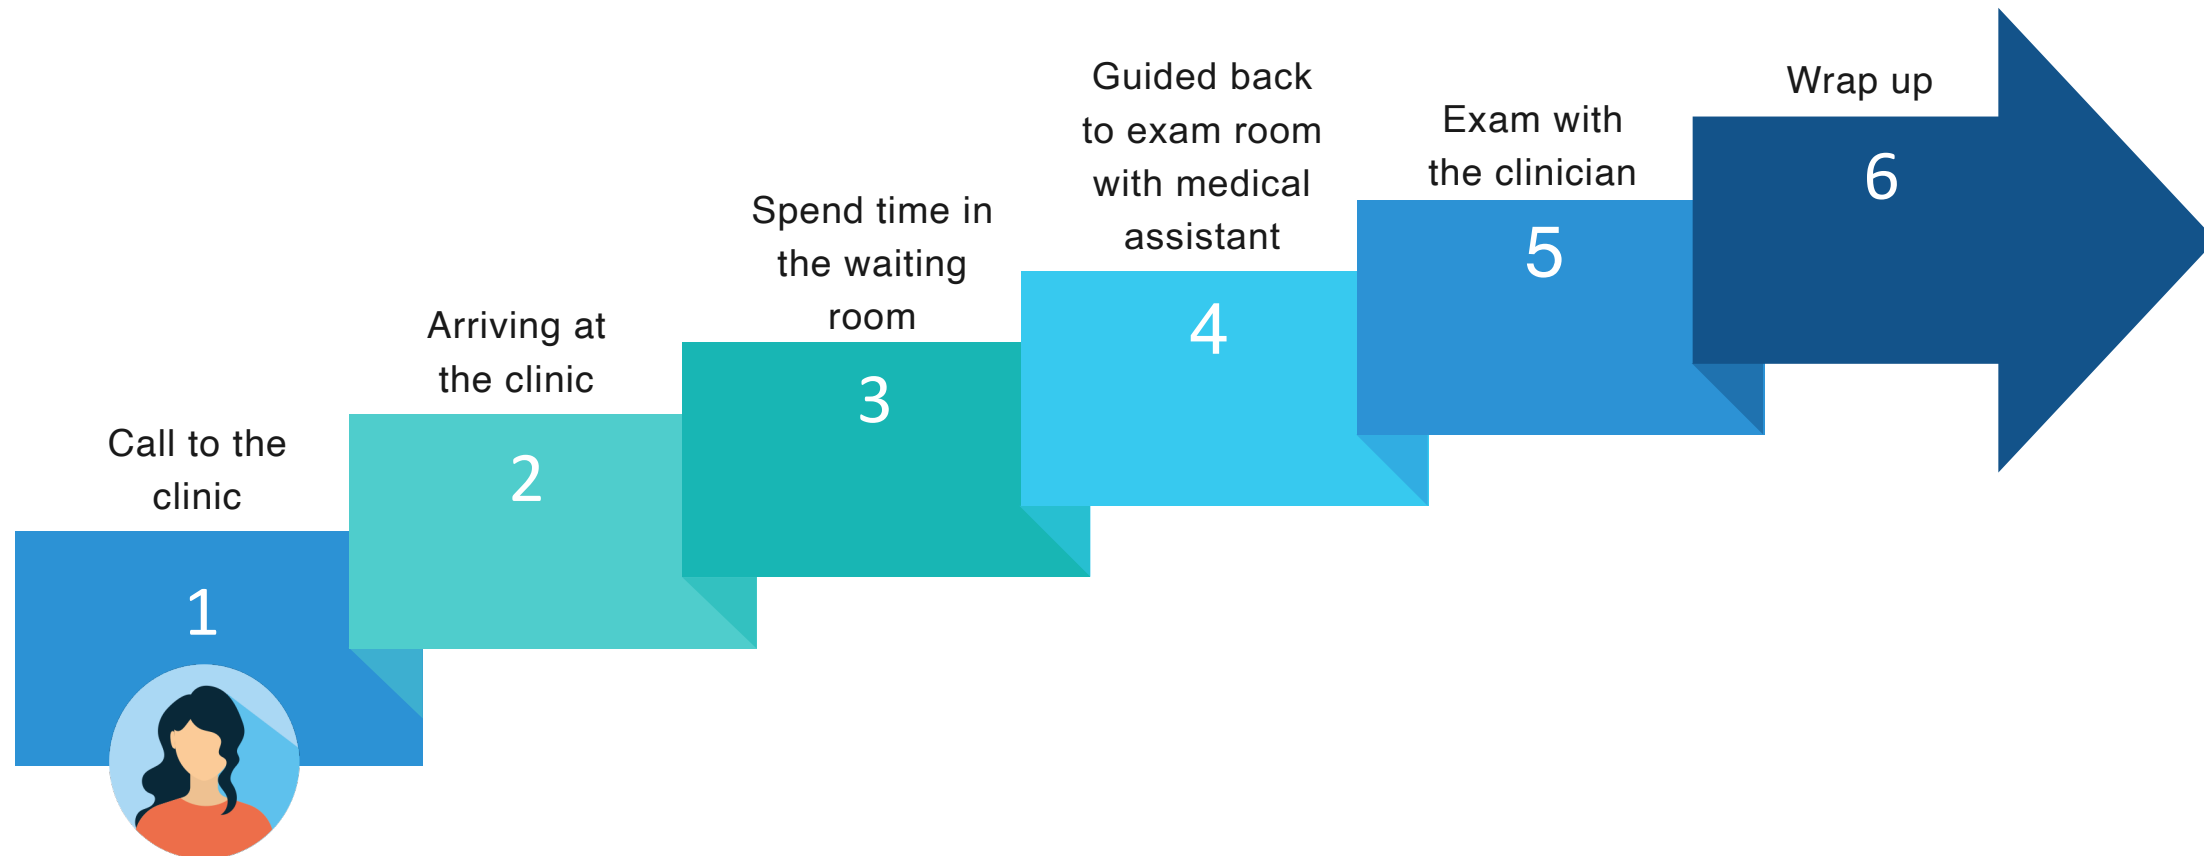 Call to the
clinic
1
Arriving at
the clinic
2
Spend time in
the waiting
room
3
Guided back
to exam room
with medical
assistant
4
Exam with
the clinician
5
Wrap up
6